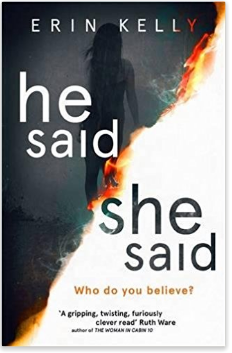 ERIN KELLY
he
said
she
said
Who do you believe?
'A gripping, twisting, furiously
clever read' Ruth Ware
author of THE WOMAN IN CABIN 10